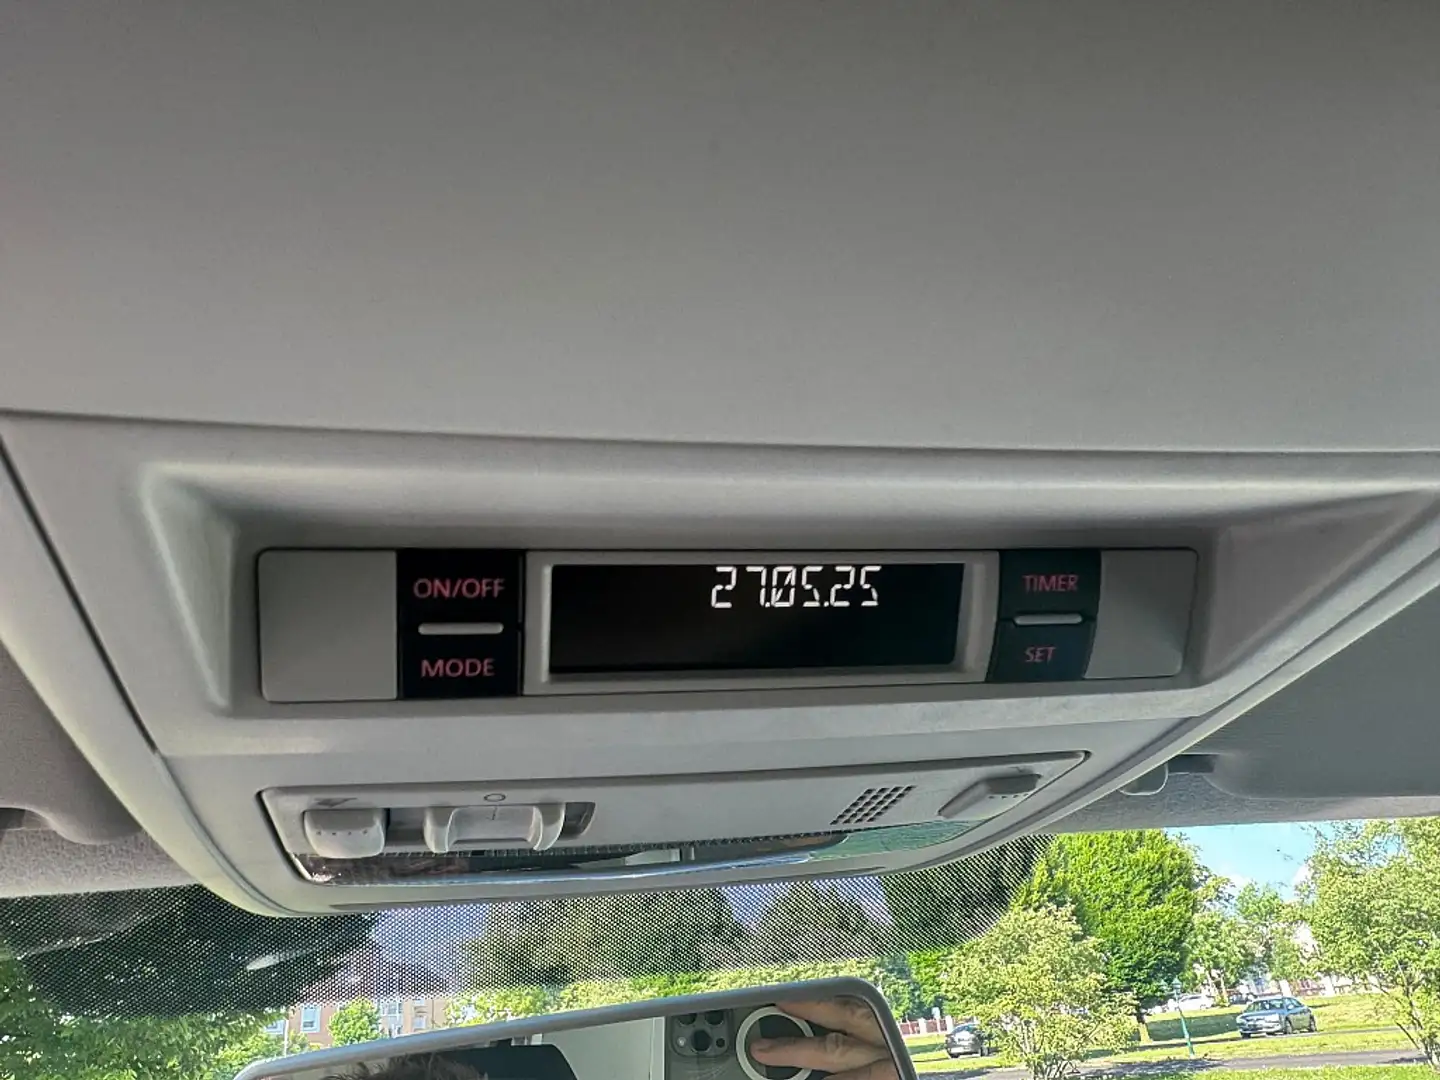 ON/OFF
MODE
27.05.25
TIMER
SET